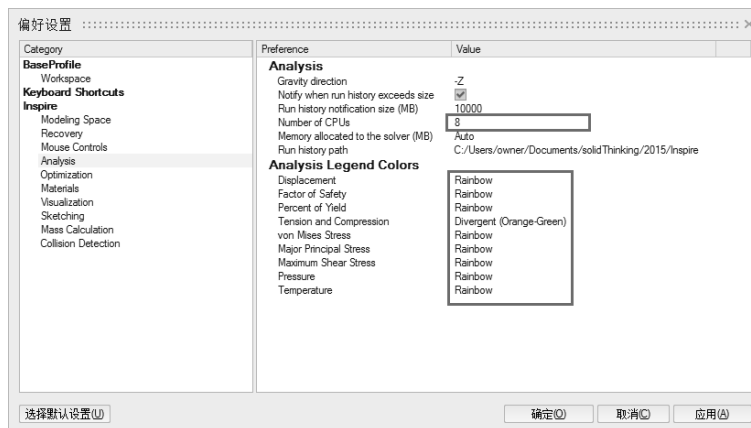 偏好设置
Category
BaseProfile
Workspace
Keyboard Shortcuts
Inspire
Modeling Space
Recovery
Mouse Controls
Analysis
Optimization
Materials
Visualization
Sketching
Mass Calculation
Collision Detection
Preference Value
Analysis
Gravity direction -Z
Notify when run history exceeds size
Run history notification size (MB) 10000
Number of CPUs 8
Memory allocated to the solver (MB) Auto
Run history path C:/Users/owner/Documents/solidThinking/2015/Inspire
Analysis Legend Colors
Displacement Rainbow
Factor of Safety Rainbow
Percent of Yield Rainbow
Tension and Compression Divergent (Orange-Green)
von Mises Stress Rainbow
Major Principal Stress Rainbow
Maximum Shear Stress Rainbow
Pressure Rainbow
Temperature Rainbow
选择默认设置(U) 确定(O) 取消(C) 应用(A)